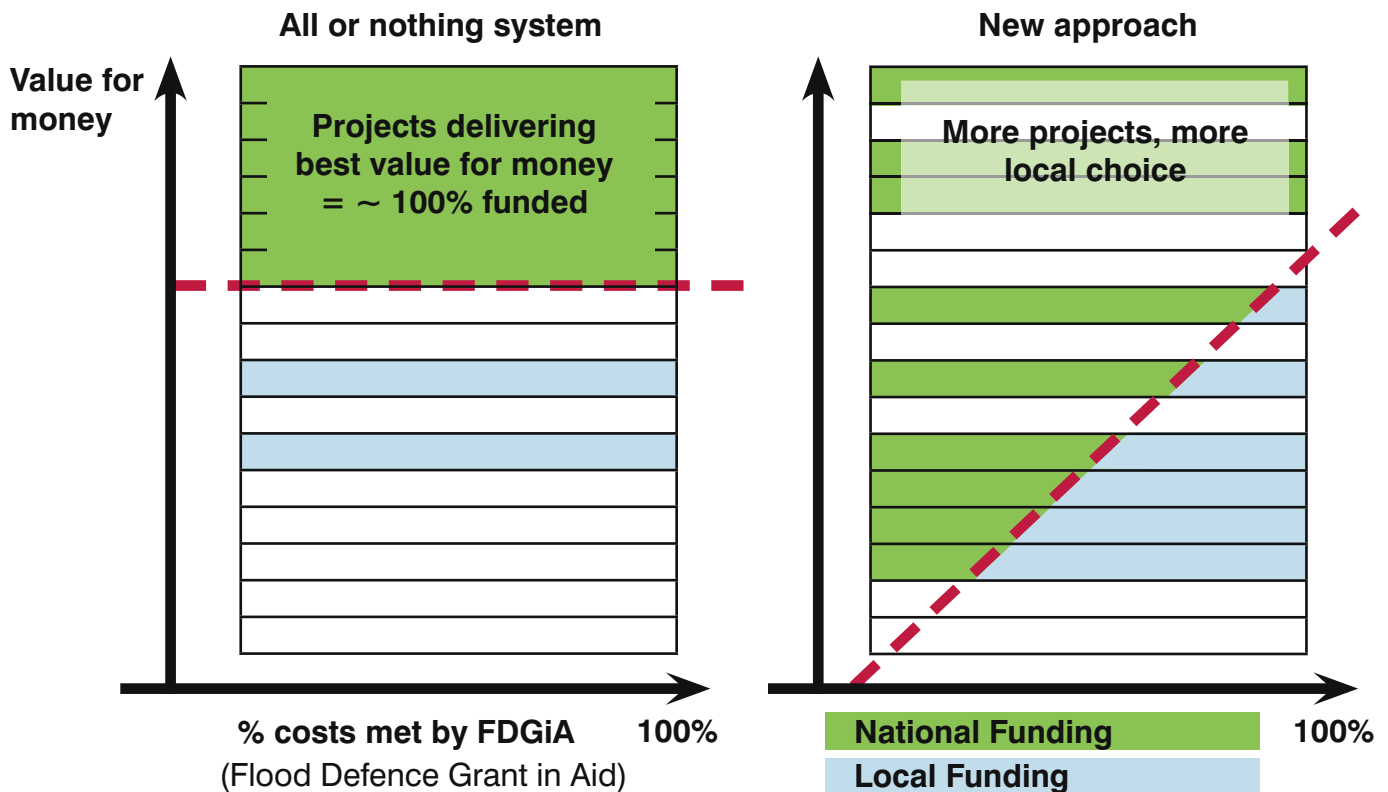 All or nothing system
New approach
Value for
money
Projects delivering
best value for money
= ~ 100% funded
More projects, more
local choice
% costs met by FDGiA
100%
(Flood Defence Grant in Aid)
National Funding
100%
Local Funding